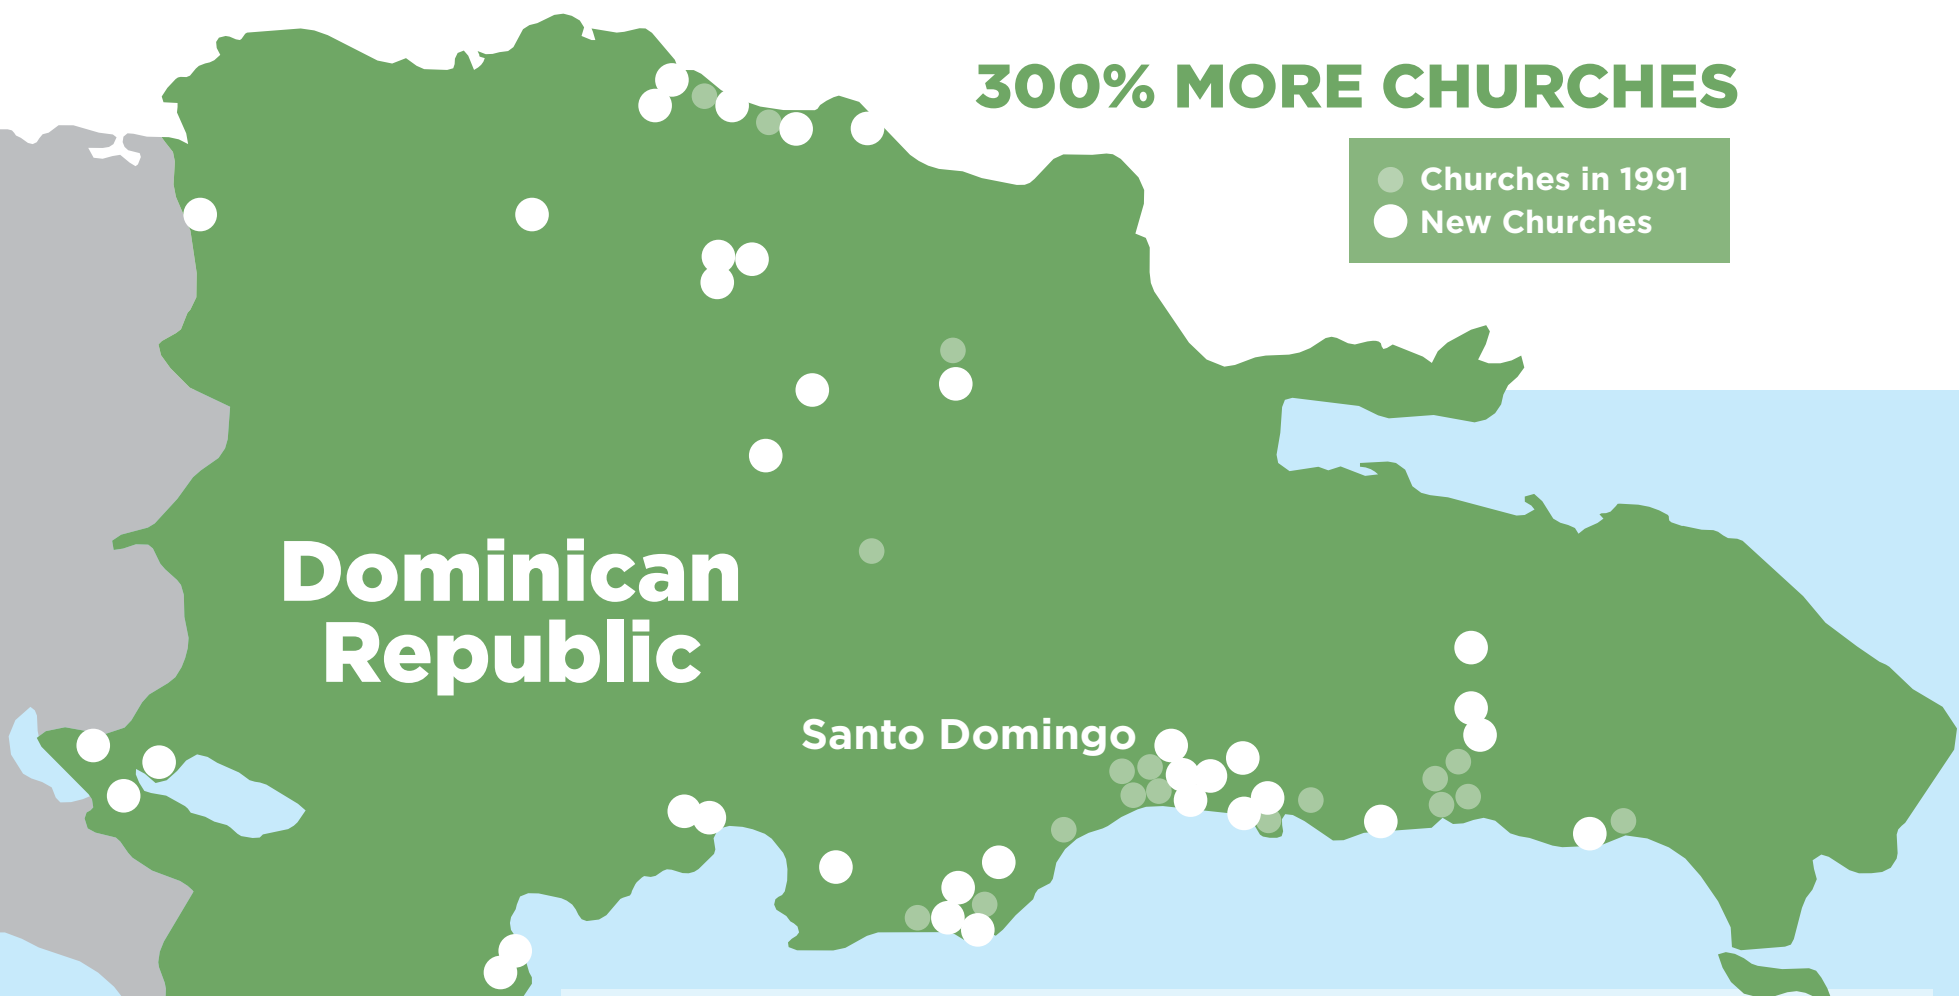 300% MORE CHURCHES
Churches in 1991
New Churches
Dominican
Republic
Santo Domingo